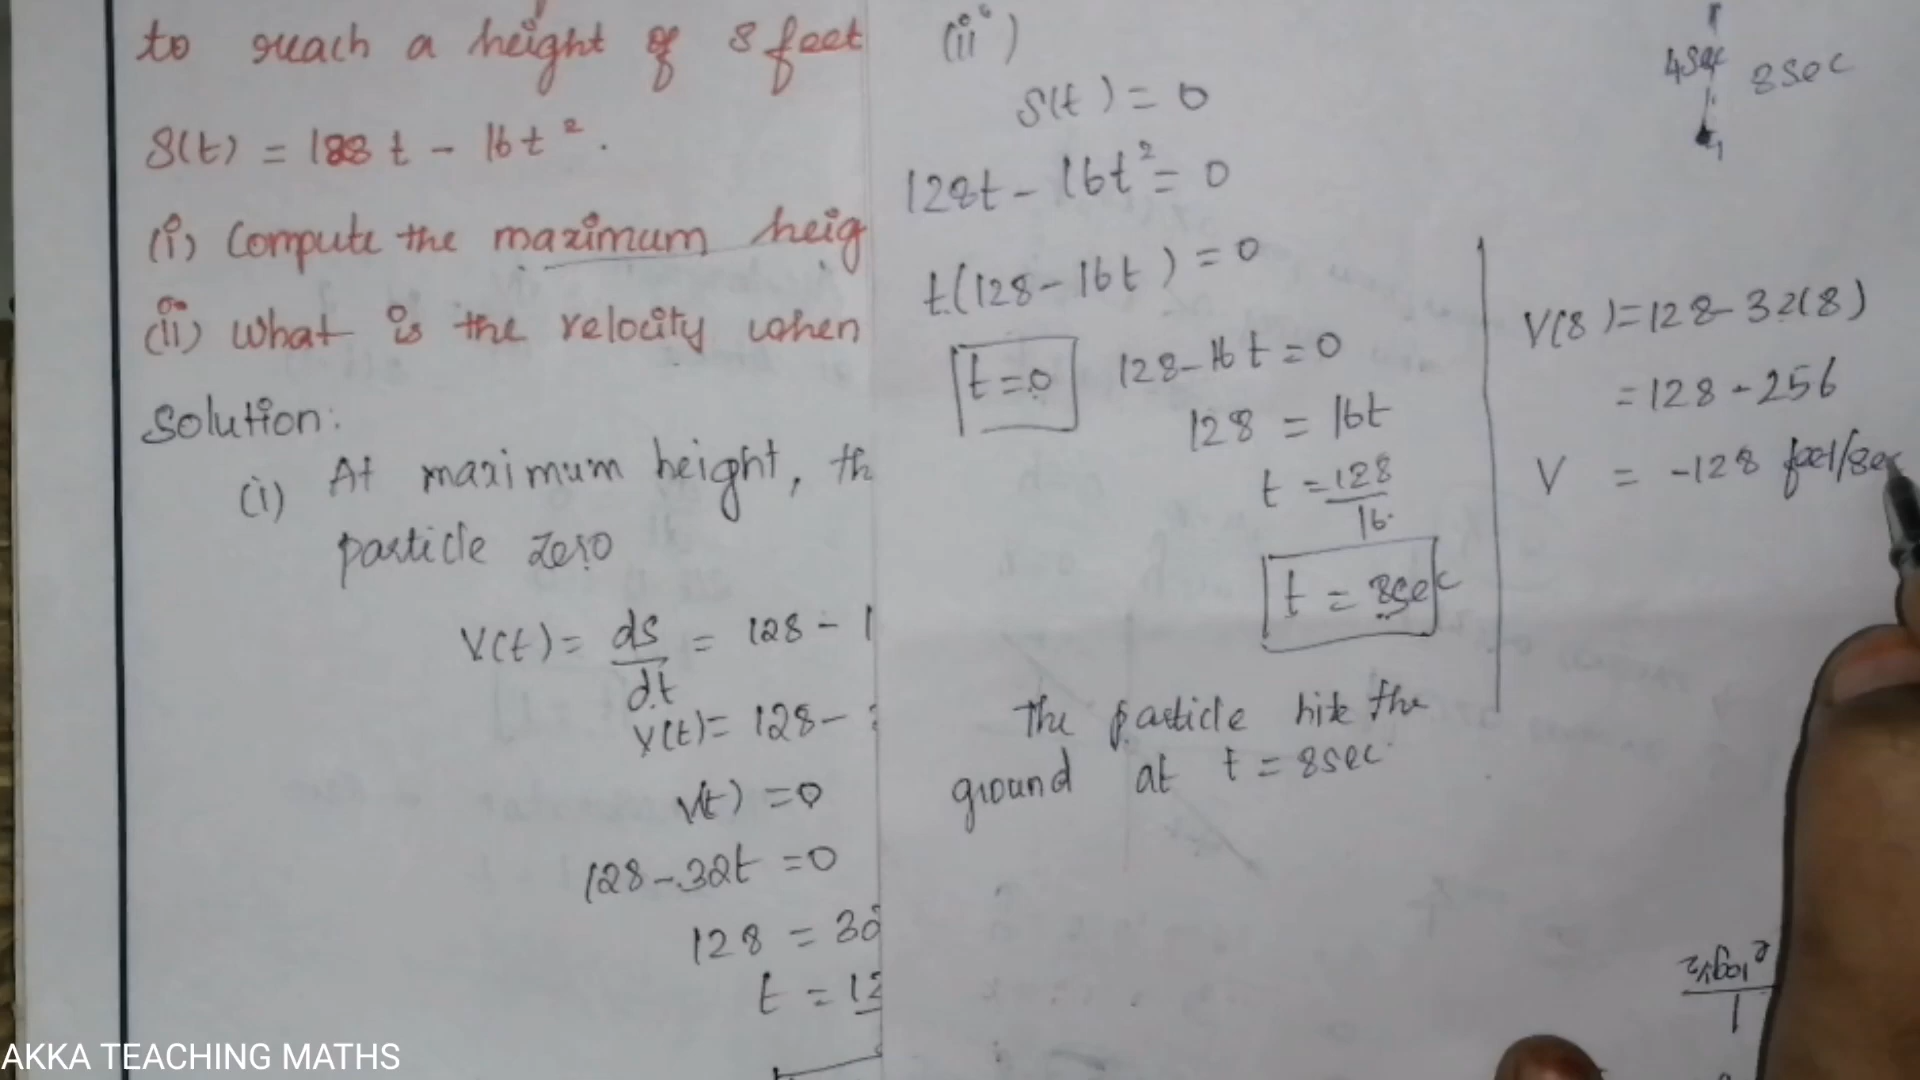 to reach a height of s feet
S(t) = 128 t - 16t².
(i) Compute the maximum heig
(ii) What is the velocity when
Solution:
(i) At maximum height, th
particle zero
V(t) = ds/dt = 128 - 1
V(t) = 128 -
V(t) = 0
128 - 32t = 0
128 = 3
t = 12
(ii)
S(t) = 0
128t - 16t² = 0
t(128 - 16t) = 0
t = 0 128 - 16t = 0
128 = 16t
t = 128/16
t = 8sec
The particle hit the
ground at t = 8sec
4sec 8sec
V(8) = 128 - 32(8)
= 128 - 256
V = -128 feet/sec
AKKA TEACHING MATHS